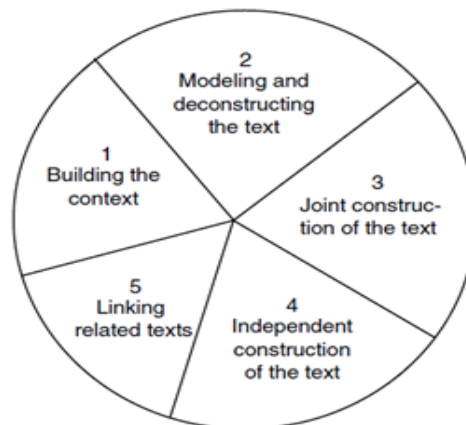 1
Building the
context
2
Modeling and
deconstructing
the text
3
Joint construc-
tion of the text
4
Independent
construction
of the text
5
Linking
related texts